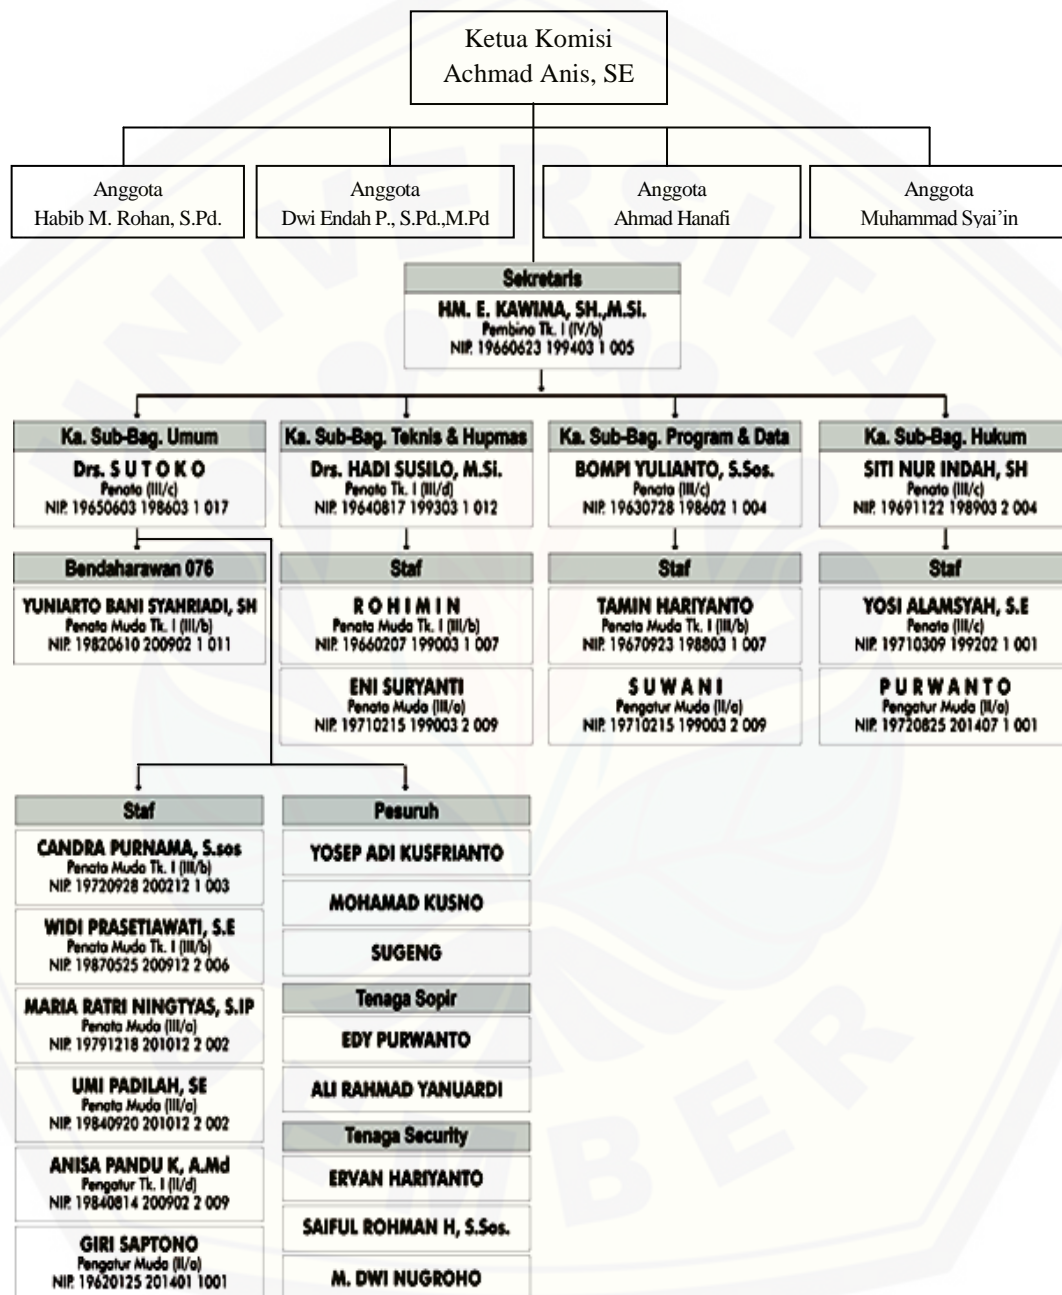 Ketua Komisi
Achmad Anis, SE
Anggota
Habib M. Rohan, S.Pd.
Anggota
Dwi Endah P., S.Pd.,M.Pd
Anggota
Ahmad Hanafi
Anggota
Muhammad Syai’in
Sekretaris
HM. E. KAWIMA, SH.,M.Si.
Pembina Tk. I (IV/b)
NIP. 19660623 199403 1 005
Ka. Sub-Bag. Umum
Drs. S U T O K O
Penata (III/c)
NIP. 19650603 198603 1 017
Ka. Sub-Bag. Teknis & Hupmas
Drs. HADI SUSILO, M.Si.
Penata Tk. I (III/d)
NIP. 19640817 199303 1 012
Ka. Sub-Bag. Program & Data
BOMPI YULIANTO, S.Sos.
Penata (III/c)
NIP. 19630728 198602 1 004
Ka. Sub-Bag. Hukum
SITI NUR INDAH, SH
Penata (III/c)
NIP. 19691122 198903 2 004
Bendaharawan 076
YUNIARTO BANI SYAHRIADI, SH
Penata Muda Tk. I (III/b)
NIP. 19820610 200902 1 011
Staf
R O H I M I N
Penata Muda Tk. I (III/b)
NIP. 19660207 199003 1 007
ENI SURYANTI
Penata Muda (III/a)
NIP. 19710215 199003 2 009
Staf
TAMIN HARIYANTO
Penata Muda Tk. I (III/b)
NIP. 19670923 198803 1 007
S U W A N I
Pengatur Muda (II/a)
NIP. 19710215 199003 2 009
Staf
YOSI ALAMSYAH, S.E
Penata (III/c)
NIP. 19710309 199202 1 001
P U R W A N T O
Pengatur Muda (II/a)
NIP. 19720825 201407 1 001
Staf
CANDRA PURNAMA, S.sos
Penata Muda Tk. I (III/b)
NIP. 19720928 200212 1 003
WIDI PRASETIAWATI, S.E
Penata Muda Tk. I (III/b)
NIP. 19870525 200912 2 006
MARIA RATRI NINGTYAS, S.IP
Penata Muda (III/a)
NIP. 19791218 201012 2 002
UMI PADILAH, SE
Penata Muda (III/a)
NIP. 19840920 201012 2 002
ANISA PANDU K, A.Md
Pengatur Tk. I (II/d)
NIP. 19840814 200902 2 009
GIRI SAPTONO
Pengatur Muda (II/a)
NIP. 19620125 201401 1001
Pesuruh
YOSEP ADI KUSFRIANTO
MOHAMAD KUSNO
SUGENG
Tenaga Sopir
EDY PURWANTO
ALI RAHMAD YANUARDI
Tenaga Security
ERVAN HARIYANTO
SAIFUL ROHMAN H, S.Sos.
M. DWI NUGROHO
UNIVERSITAS
JEMBER